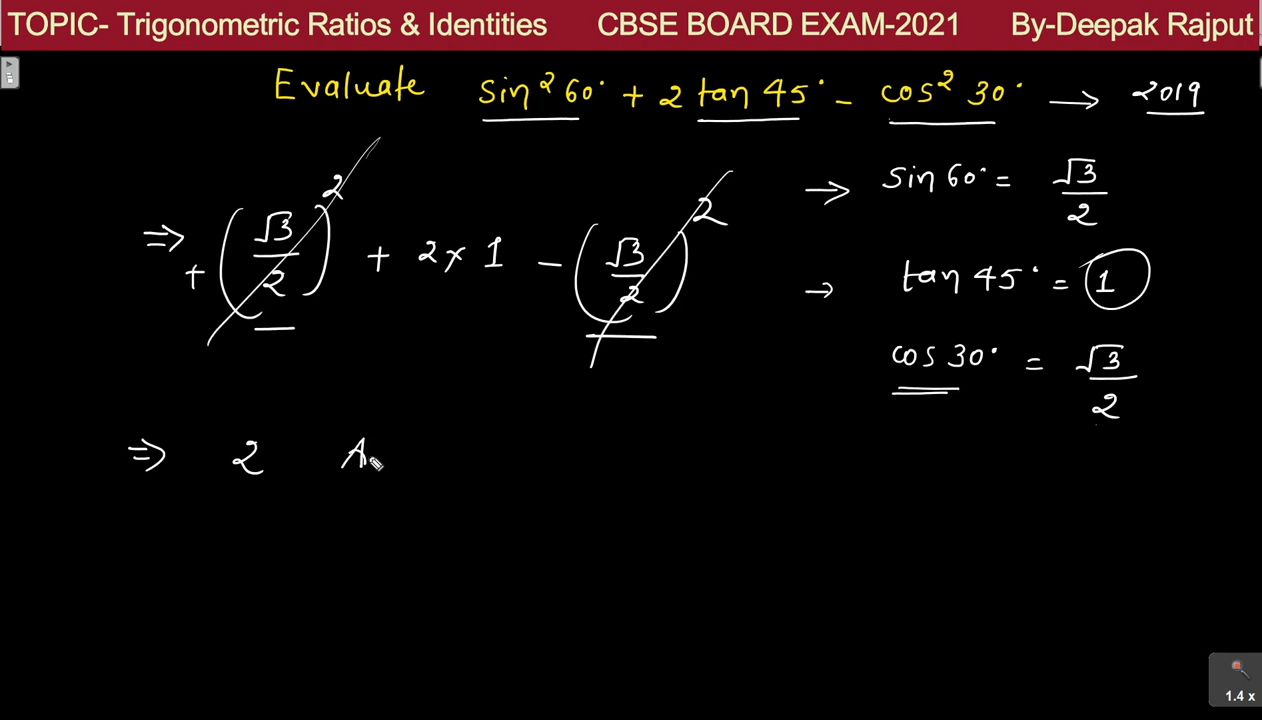 TOPIC- Trigonometric Ratios & Identities CBSE BOARD EXAM-2021 By-Deepak Rajput
Evaluate sin² 60° + 2 tan 45° - cos² 30° → 2019
→ sin 60° = √3/2
⇒ +(√3/2)² + 2 × 1 - (√3/2)²
→ tan 45° = 1
cos 30° = √3/2
⇒ 2 A
1.4 x